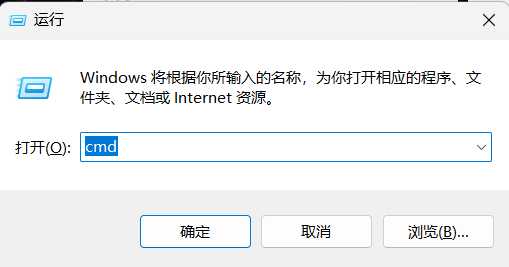 运行
Windows 将根据你所输入的名称，为你打开相应的程序、文
件夹、文档或 Internet 资源。
打开(O): cmd
确定 取消 浏览(B)...